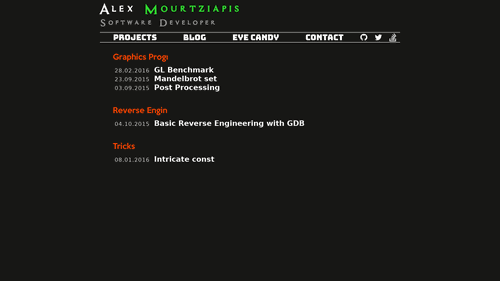 Alex Mourtziapis
Software Developer
PROJECTS BLOG EYE CANDY CONTACT
Graphics Prog
28.02.2016 GL Benchmark
23.09.2015 Mandelbrot set
03.09.2015 Post Processing
Reverse Engin
04.10.2015 Basic Reverse Engineering with GDB
Tricks
08.01.2016 Intricate const